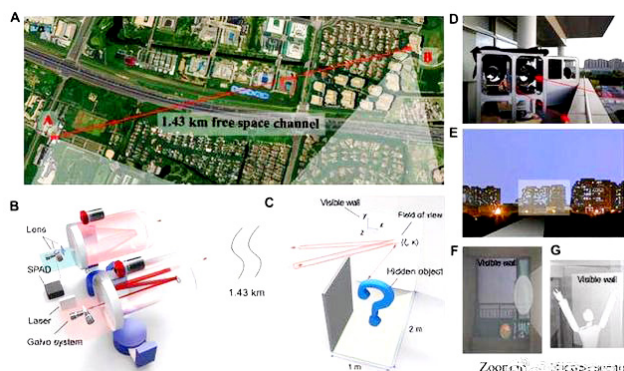 A
B
A
1.43 km free space channel
B
Lens
SPAD
Laser
Galvo system
1.43 km
C
Visible wall
y
x
z
Field of view
Hidden object
2 m
1 m
D
E
F
Visible wall
G
Visible wall